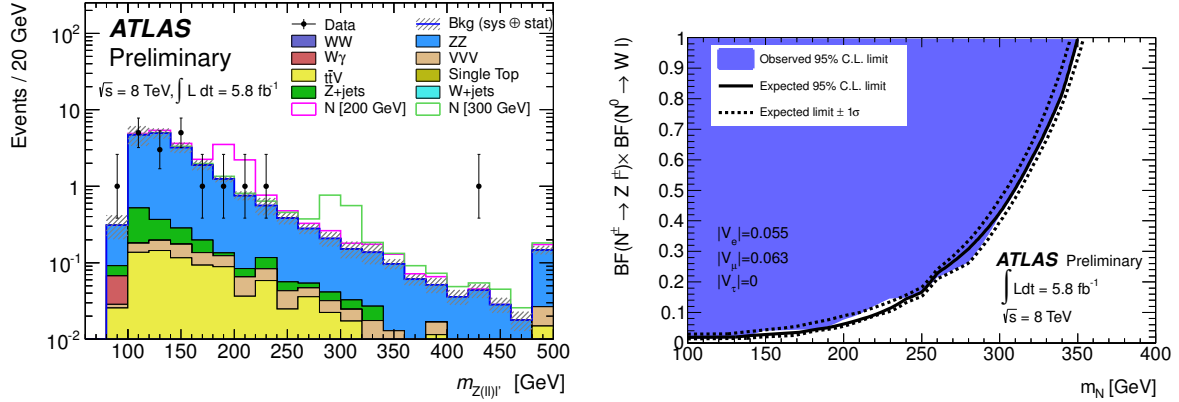 Events / 20 GeV
10²
10
1
10⁻¹
10⁻²
ATLAS
Preliminary
√s = 8 TeV, ∫ L dt = 5.8 fb⁻¹
Data
Bkg (sys ⊕ stat)
WW
ZZ
Wγ
VVV
tt̄V
Single Top
Z+jets
W+jets
N [200 GeV]
N [300 GeV]
100 150 200 250 300 350 400 450 500
m_Z(ll)l' [GeV]
BF(N± → Z l±) × BF(N⁰ → W l)
1
0.9
0.8
0.7
0.6
0.5
0.4
0.3
0.2
0.1
0
Observed 95% C.L. limit
Expected 95% C.L. limit
Expected limit ± 1σ
|V_e|=0.055
|V_μ|=0.063
|V_τ|=0
ATLAS Preliminary
∫ Ldt = 5.8 fb⁻¹
√s = 8 TeV
100 150 200 250 300 350 400
m_N [GeV]